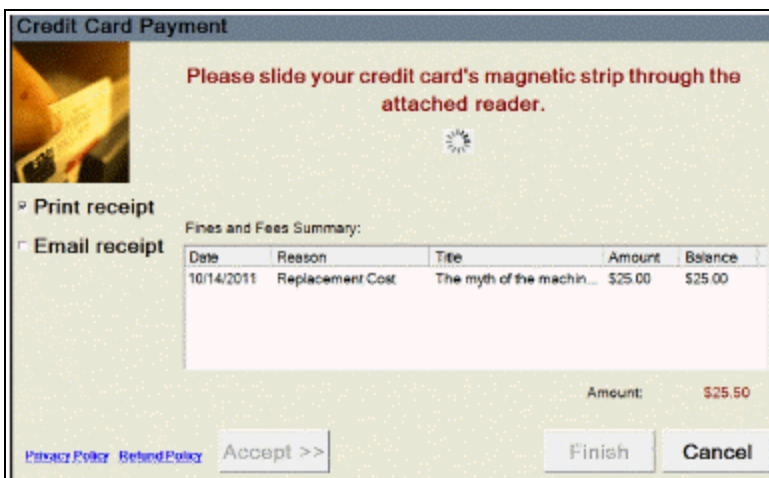 Credit Card Payment
Please slide your credit card's magnetic strip through the
attached reader.
Print receipt
Email receipt
Fines and Fees Summary:
Date Reason Title Amount Balance
10/14/2011 Replacement Cost The myth of the machin... $25.00 $25.00
Amount: $25.50
Privacy Policy Refund Policy Accept >> Finish Cancel